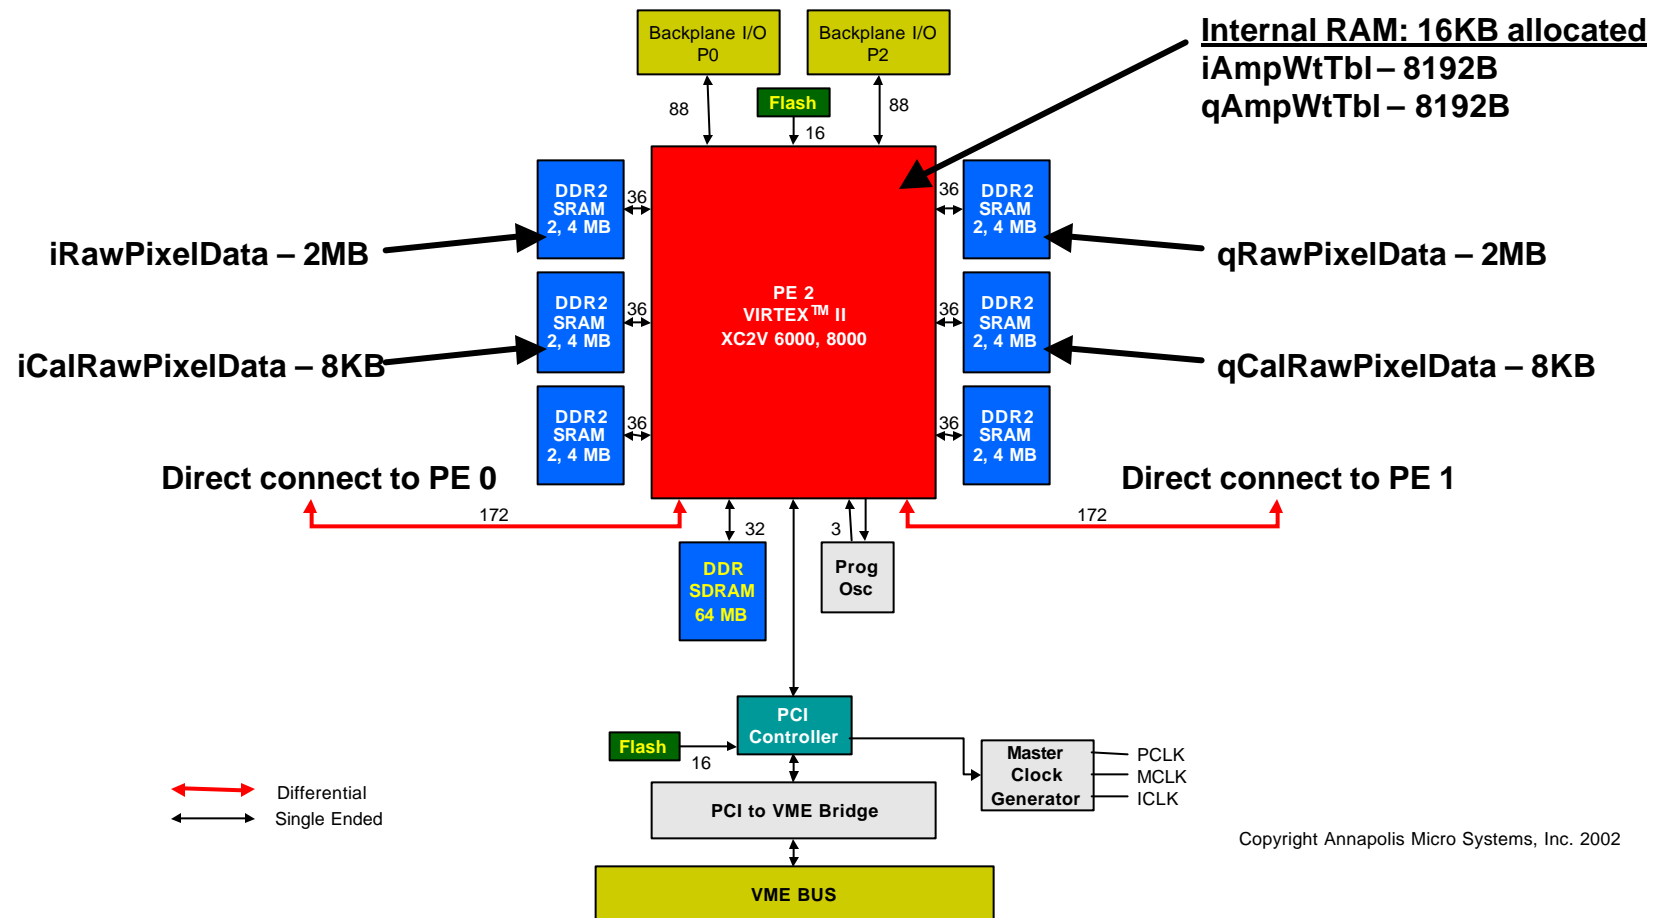 Backplane I/O
P0
Backplane I/O
P2
Internal RAM: 16KB allocated
iAmpWtTbl – 8192B
qAmpWtTbl – 8192B
88
Flash
88
16
DDR2
SRAM
2, 4 MB
36
36
DDR2
SRAM
2, 4 MB
iRawPixelData – 2MB
qRawPixelData – 2MB
DDR2
SRAM
2, 4 MB
36
PE 2
VIRTEX™ II
XC2V 6000, 8000
36
DDR2
SRAM
2, 4 MB
iCalRawPixelData – 8KB
qCalRawPixelData – 8KB
DDR2
SRAM
2, 4 MB
36
36
DDR2
SRAM
2, 4 MB
Direct connect to PE 0
Direct connect to PE 1
172
172
32
3
DDR
SDRAM
64 MB
Prog
Osc
PCI
Controller
Flash
16
Master
Clock
Generator
PCLK
MCLK
ICLK
Differential
Single Ended
PCI to VME Bridge
Copyright Annapolis Micro Systems, Inc. 2002
VME BUS